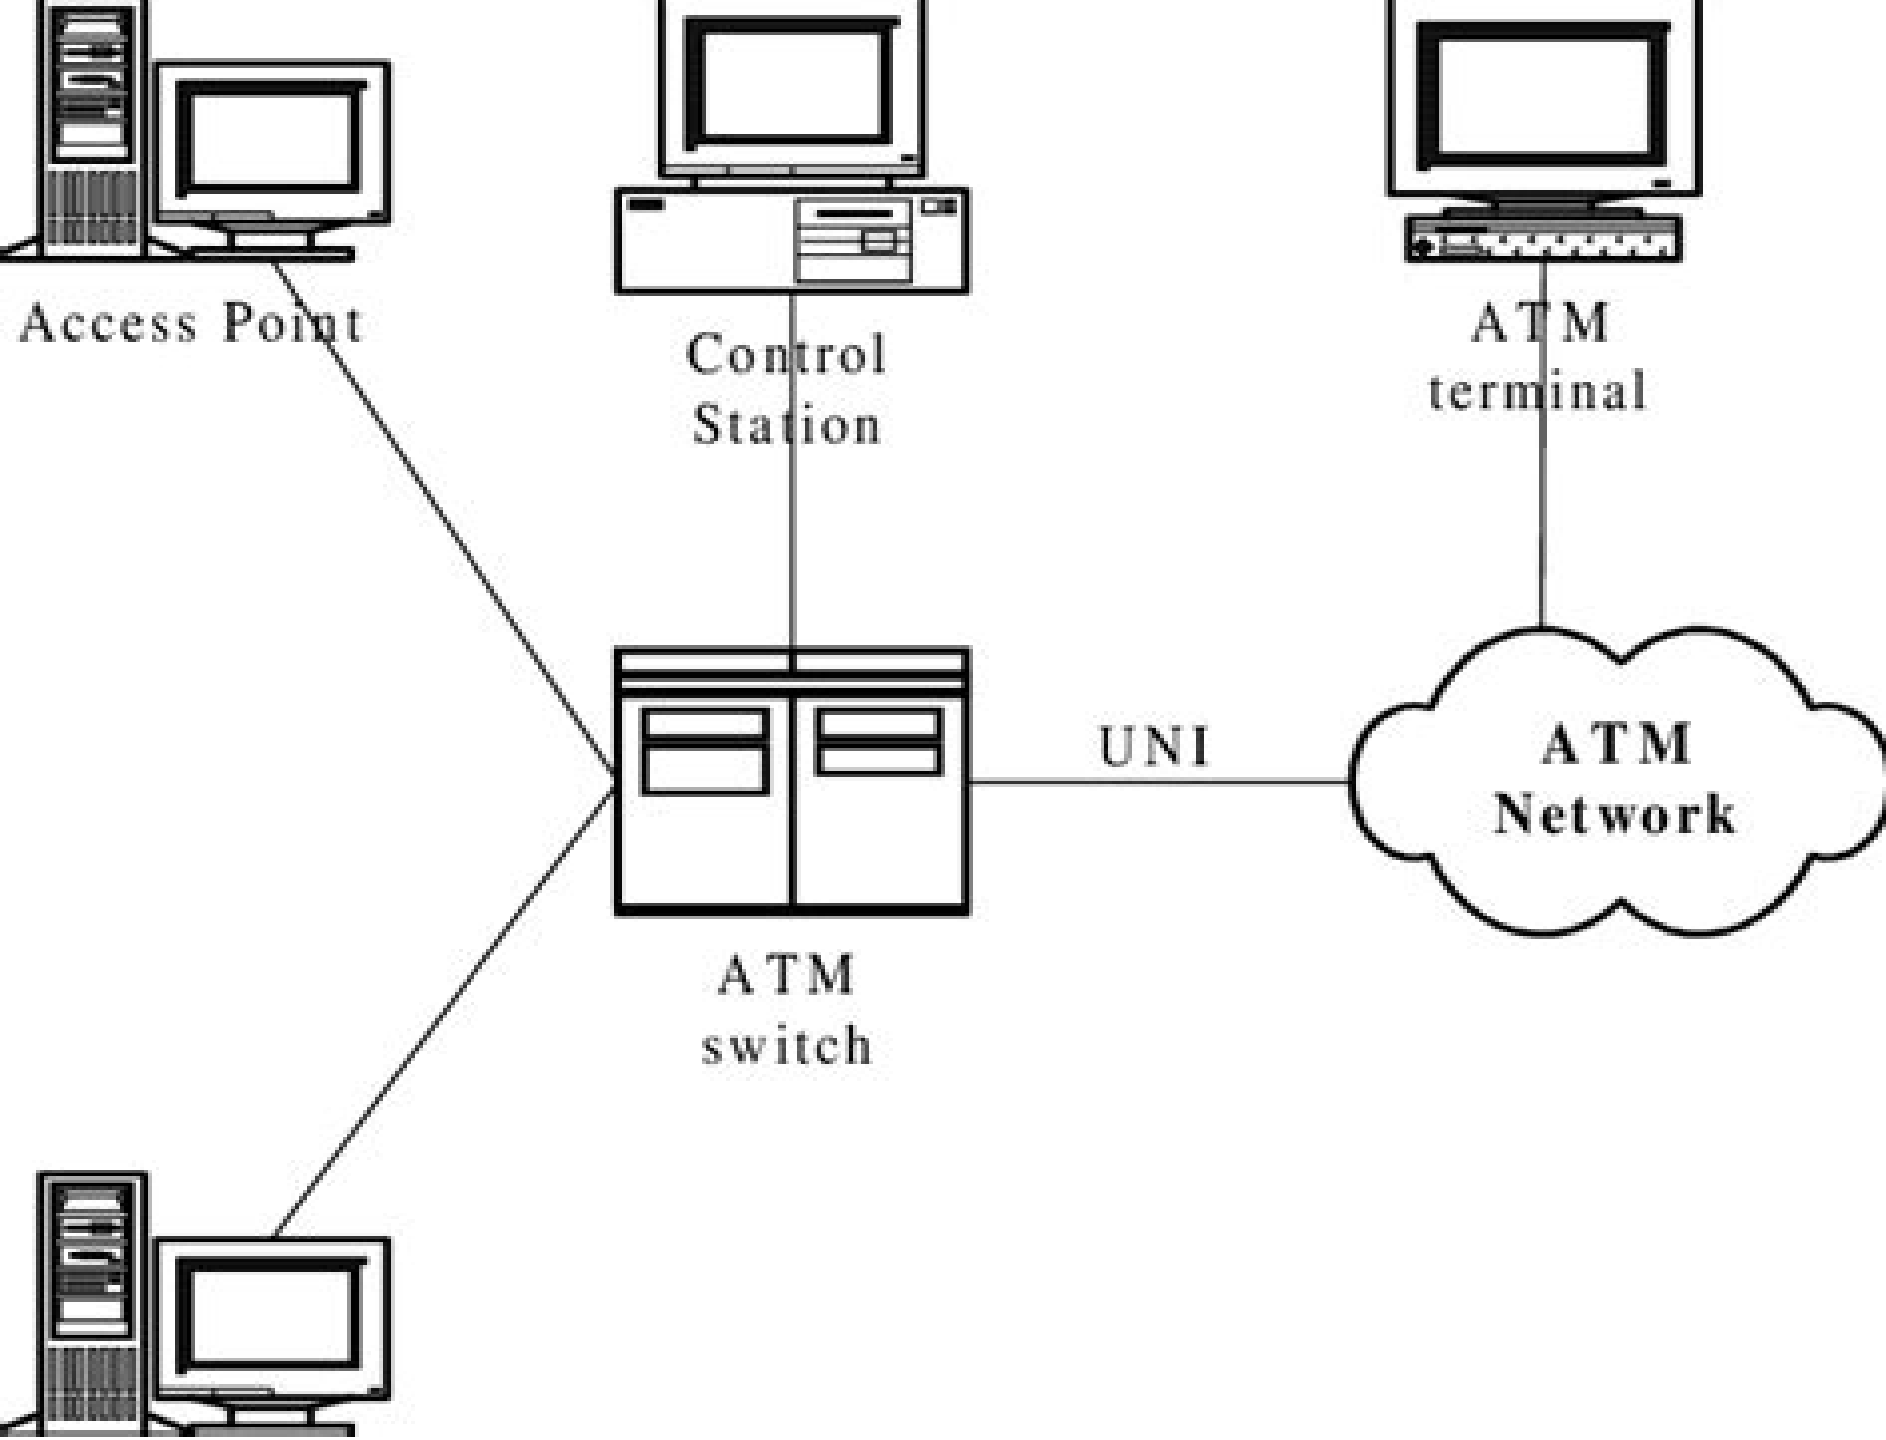 Access Point
Control
Station
ATM
terminal
UNI
ATM
Network
ATM
switch